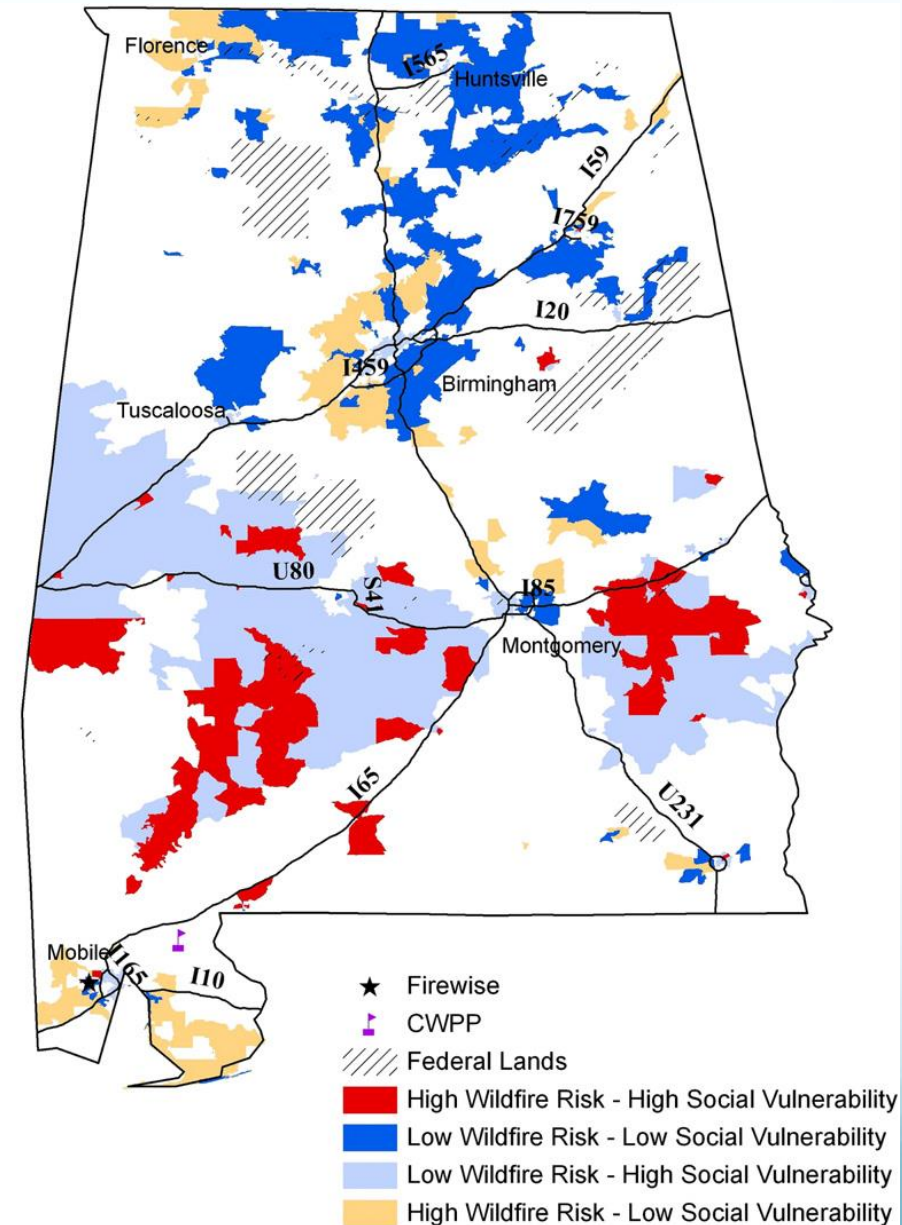 Florence
I565
Huntsville
I59
I759
I20
I459
Birmingham
Tuscaloosa
U80
S41
I85
Montgomery
I65
U231
Mobile
I165
I10
Firewise
CWPP
Federal Lands
High Wildfire Risk - High Social Vulnerability
Low Wildfire Risk - Low Social Vulnerability
Low Wildfire Risk - High Social Vulnerability
High Wildfire Risk - Low Social Vulnerability